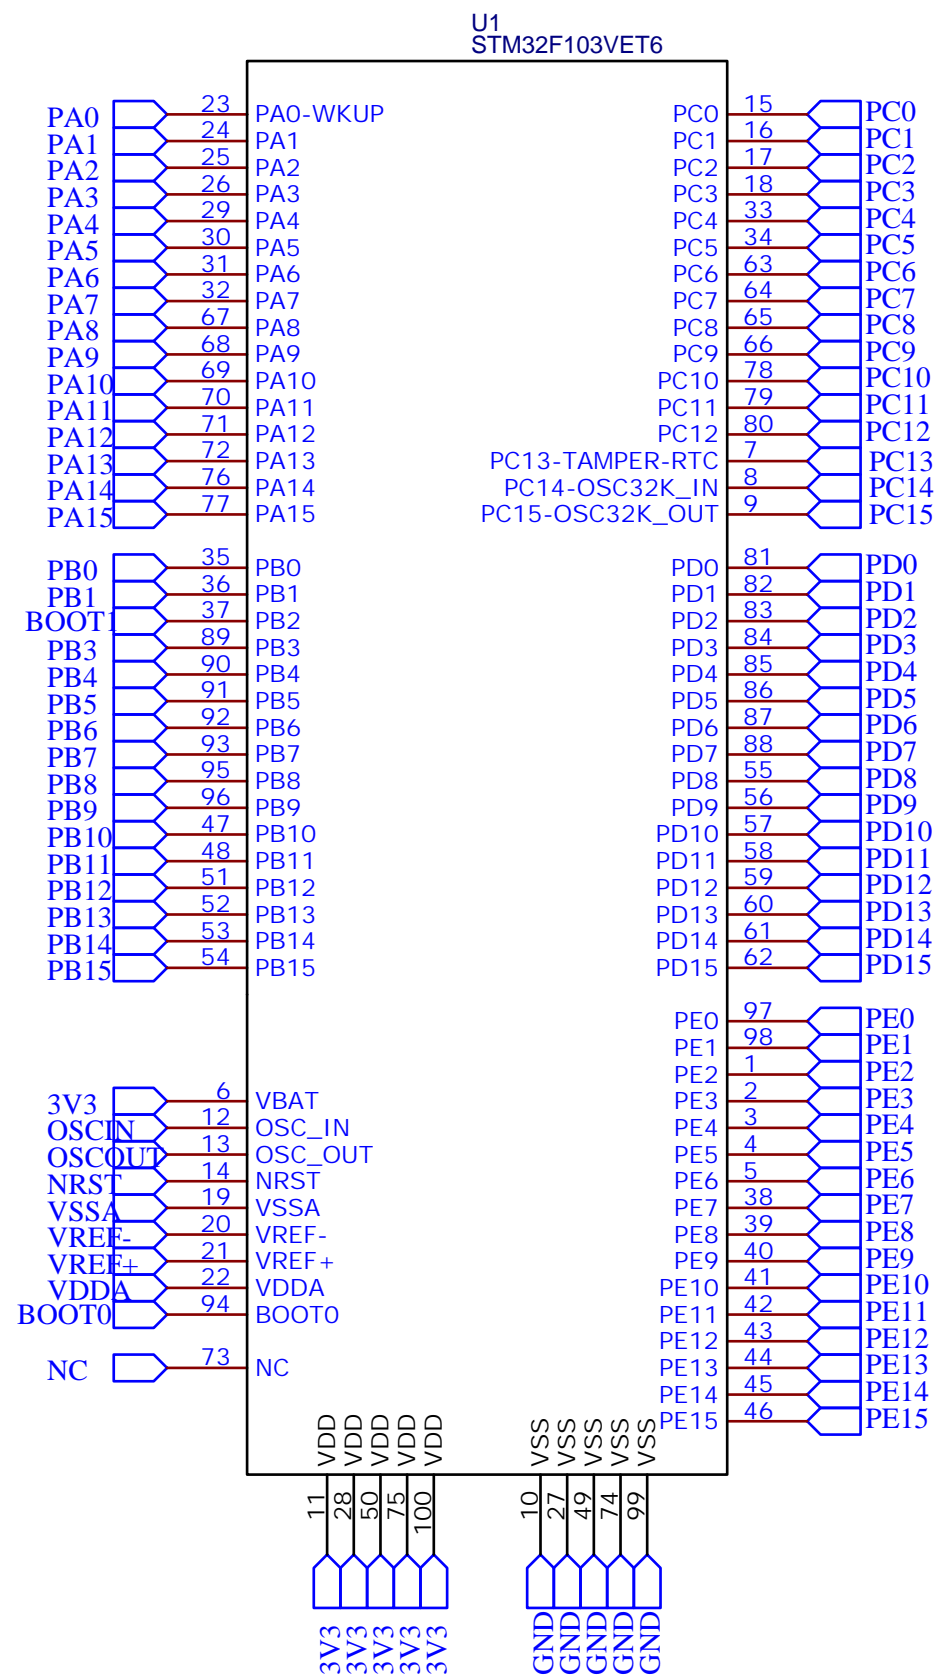 U1
STM32F103VET6
PA0 23 PA0-WKUP PC0 15 PC0
PA1 24 PA1 PC1 16 PC1
PA2 25 PA2 PC2 17 PC2
PA3 26 PA3 PC3 18 PC3
PA4 29 PA4 PC4 33 PC4
PA5 30 PA5 PC5 34 PC5
PA6 31 PA6 PC6 63 PC6
PA7 32 PA7 PC7 64 PC7
PA8 67 PA8 PC8 65 PC8
PA9 68 PA9 PC9 66 PC9
PA10 69 PA10 PC10 78 PC10
PA11 70 PA11 PC11 79 PC11
PA12 71 PA12 PC12 80 PC12
PA13 72 PA13 PC13-TAMPER-RTC 7 PC13
PA14 76 PA14 PC14-OSC32K_IN 8 PC14
PA15 77 PA15 PC15-OSC32K_OUT 9 PC15
PB0 35 PB0 PD0 81 PD0
PB1 36 PB1 PD1 82 PD1
BOOT1 37 PB2 PD2 83 PD2
PB3 89 PB3 PD3 84 PD3
PB4 90 PB4 PD4 85 PD4
PB5 91 PB5 PD5 86 PD5
PB6 92 PB6 PD6 87 PD6
PB7 93 PB7 PD7 88 PD7
PB8 95 PB8 PD8 55 PD8
PB9 96 PB9 PD9 56 PD9
PB10 47 PB10 PD10 57 PD10
PB11 48 PB11 PD11 58 PD11
PB12 51 PB12 PD12 59 PD12
PB13 52 PB13 PD13 60 PD13
PB14 53 PB14 PD14 61 PD14
PB15 54 PB15 PD15 62 PD15
PE0 97 PE0
PE1 98 PE1
PE2 1 PE2
3V3 6 VBAT PE3 2 PE3
OSCIN 12 OSC_IN PE4 3 PE4
OSCOUT 13 OSC_OUT PE5 4 PE5
NRST 14 NRST PE6 5 PE6
VSSA 19 VSSA PE7 38 PE7
VREF- 20 VREF- PE8 39 PE8
VREF+ 21 VREF+ PE9 40 PE9
VDDA 22 VDDA PE10 41 PE10
BOOT0 94 BOOT0 PE11 42 PE11
PE12 43 PE12
NC 73 NC PE13 44 PE13
PE14 45 PE14
PE15 46 PE15
VDD VDD VDD VDD VDD VSS VSS VSS VSS VSS
11 28 50 75 100 10 27 49 74 99
3V3 3V3 3V3 3V3 3V3 GND GND GND GND GND